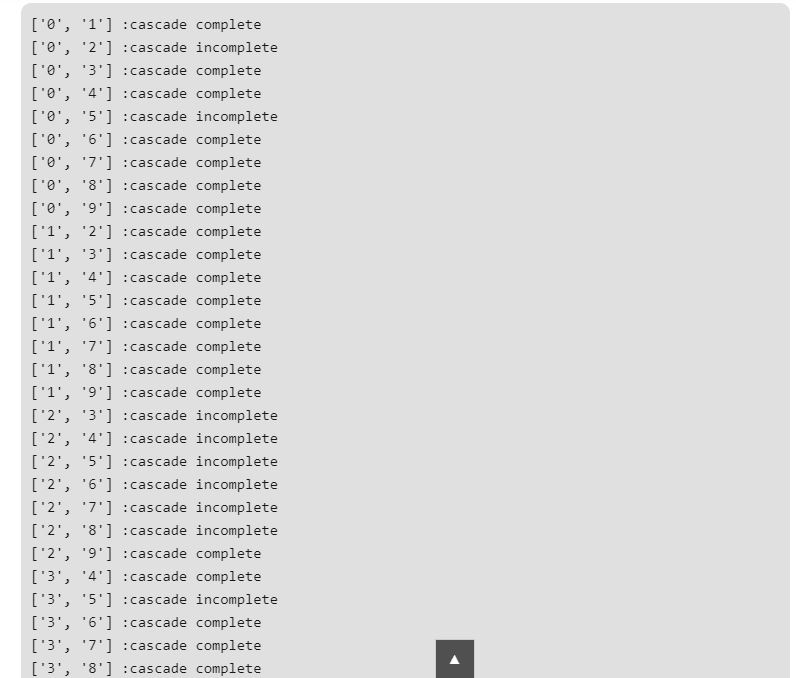 ['0', '1'] :cascade complete
['0', '2'] :cascade incomplete
['0', '3'] :cascade complete
['0', '4'] :cascade complete
['0', '5'] :cascade incomplete
['0', '6'] :cascade complete
['0', '7'] :cascade complete
['0', '8'] :cascade complete
['0', '9'] :cascade complete
['1', '2'] :cascade complete
['1', '3'] :cascade complete
['1', '4'] :cascade complete
['1', '5'] :cascade complete
['1', '6'] :cascade complete
['1', '7'] :cascade complete
['1', '8'] :cascade complete
['1', '9'] :cascade complete
['2', '3'] :cascade incomplete
['2', '4'] :cascade incomplete
['2', '5'] :cascade incomplete
['2', '6'] :cascade incomplete
['2', '7'] :cascade incomplete
['2', '8'] :cascade incomplete
['2', '9'] :cascade complete
['3', '4'] :cascade complete
['3', '5'] :cascade incomplete
['3', '6'] :cascade complete
['3', '7'] :cascade complete
['3', '8'] :cascade complete